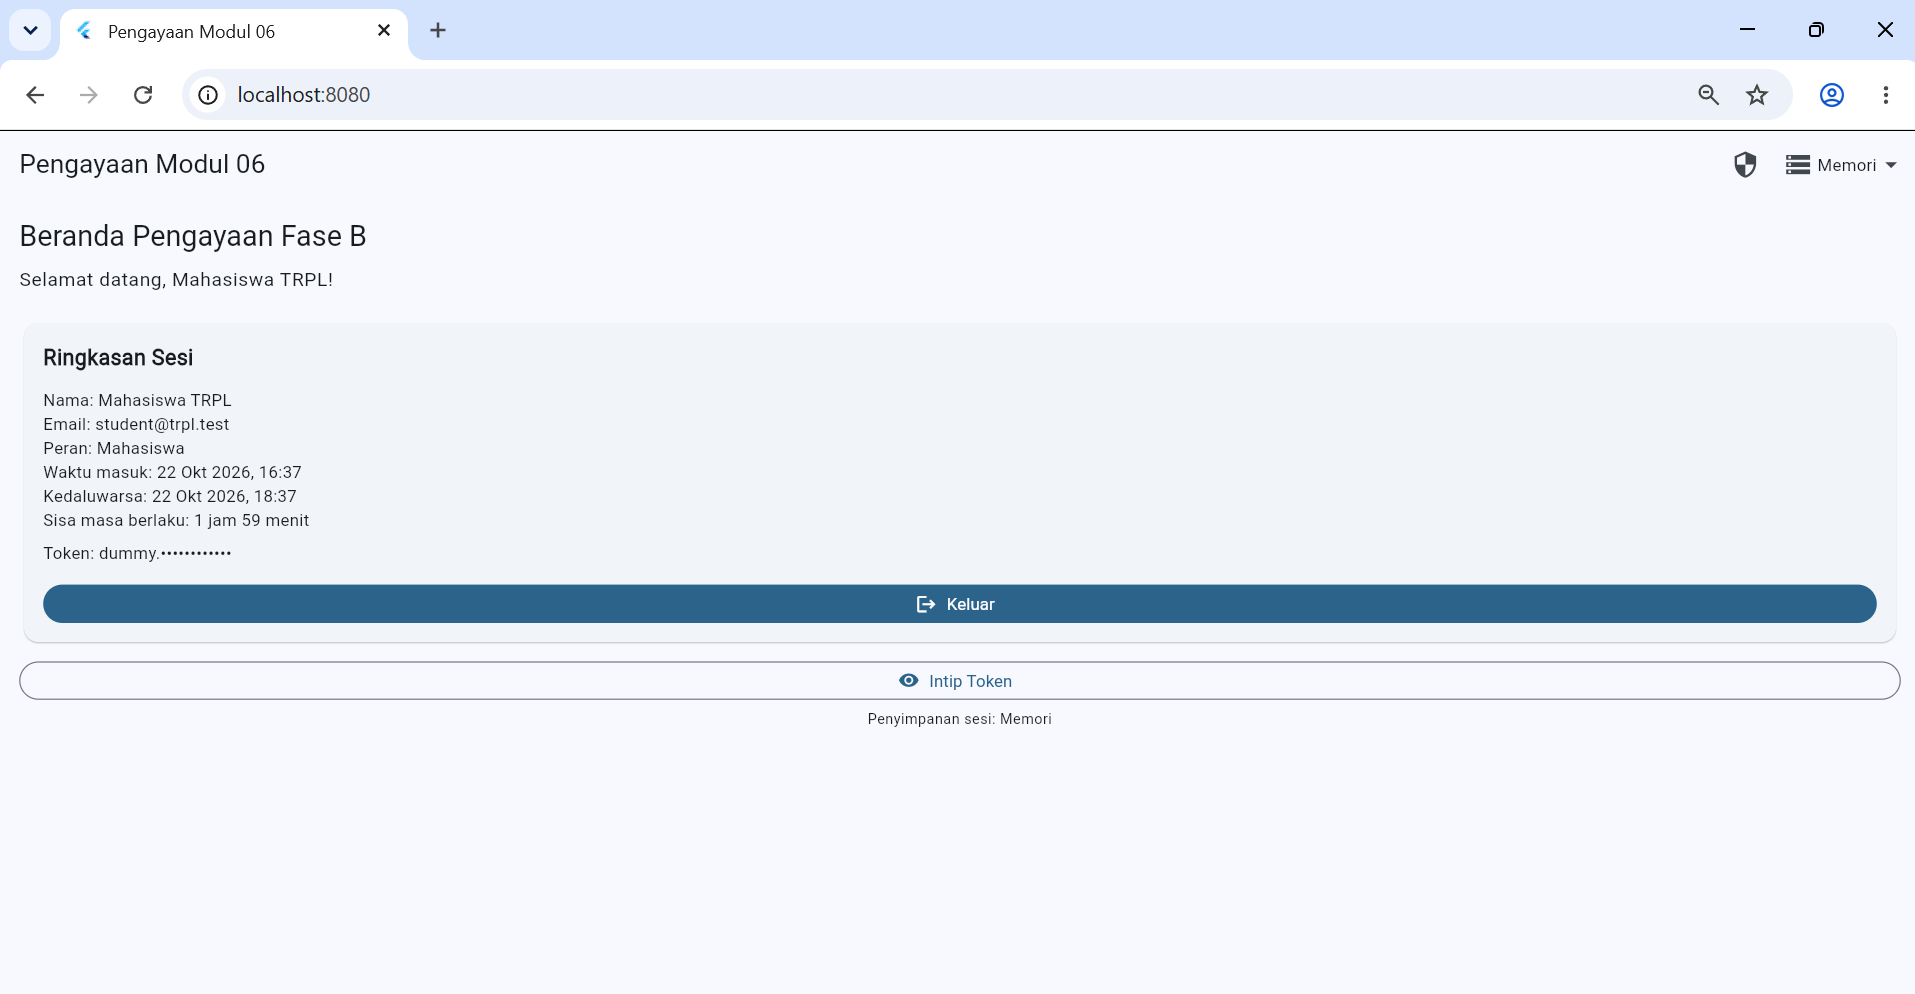 Pengayaan Modul 06
localhost:8080
Pengayaan Modul 06
Memori
Beranda Pengayaan Fase B
Selamat datang, Mahasiswa TRPL!
Ringkasan Sesi
Nama: Mahasiswa TRPL
Email: student@trpl.test
Peran: Mahasiswa
Waktu masuk: 22 Okt 2026, 16:37
Kedaluwarsa: 22 Okt 2026, 18:37
Sisa masa berlaku: 1 jam 59 menit
Token: dummy.••••••••••••
Keluar
Intip Token
Penyimpanan sesi: Memori